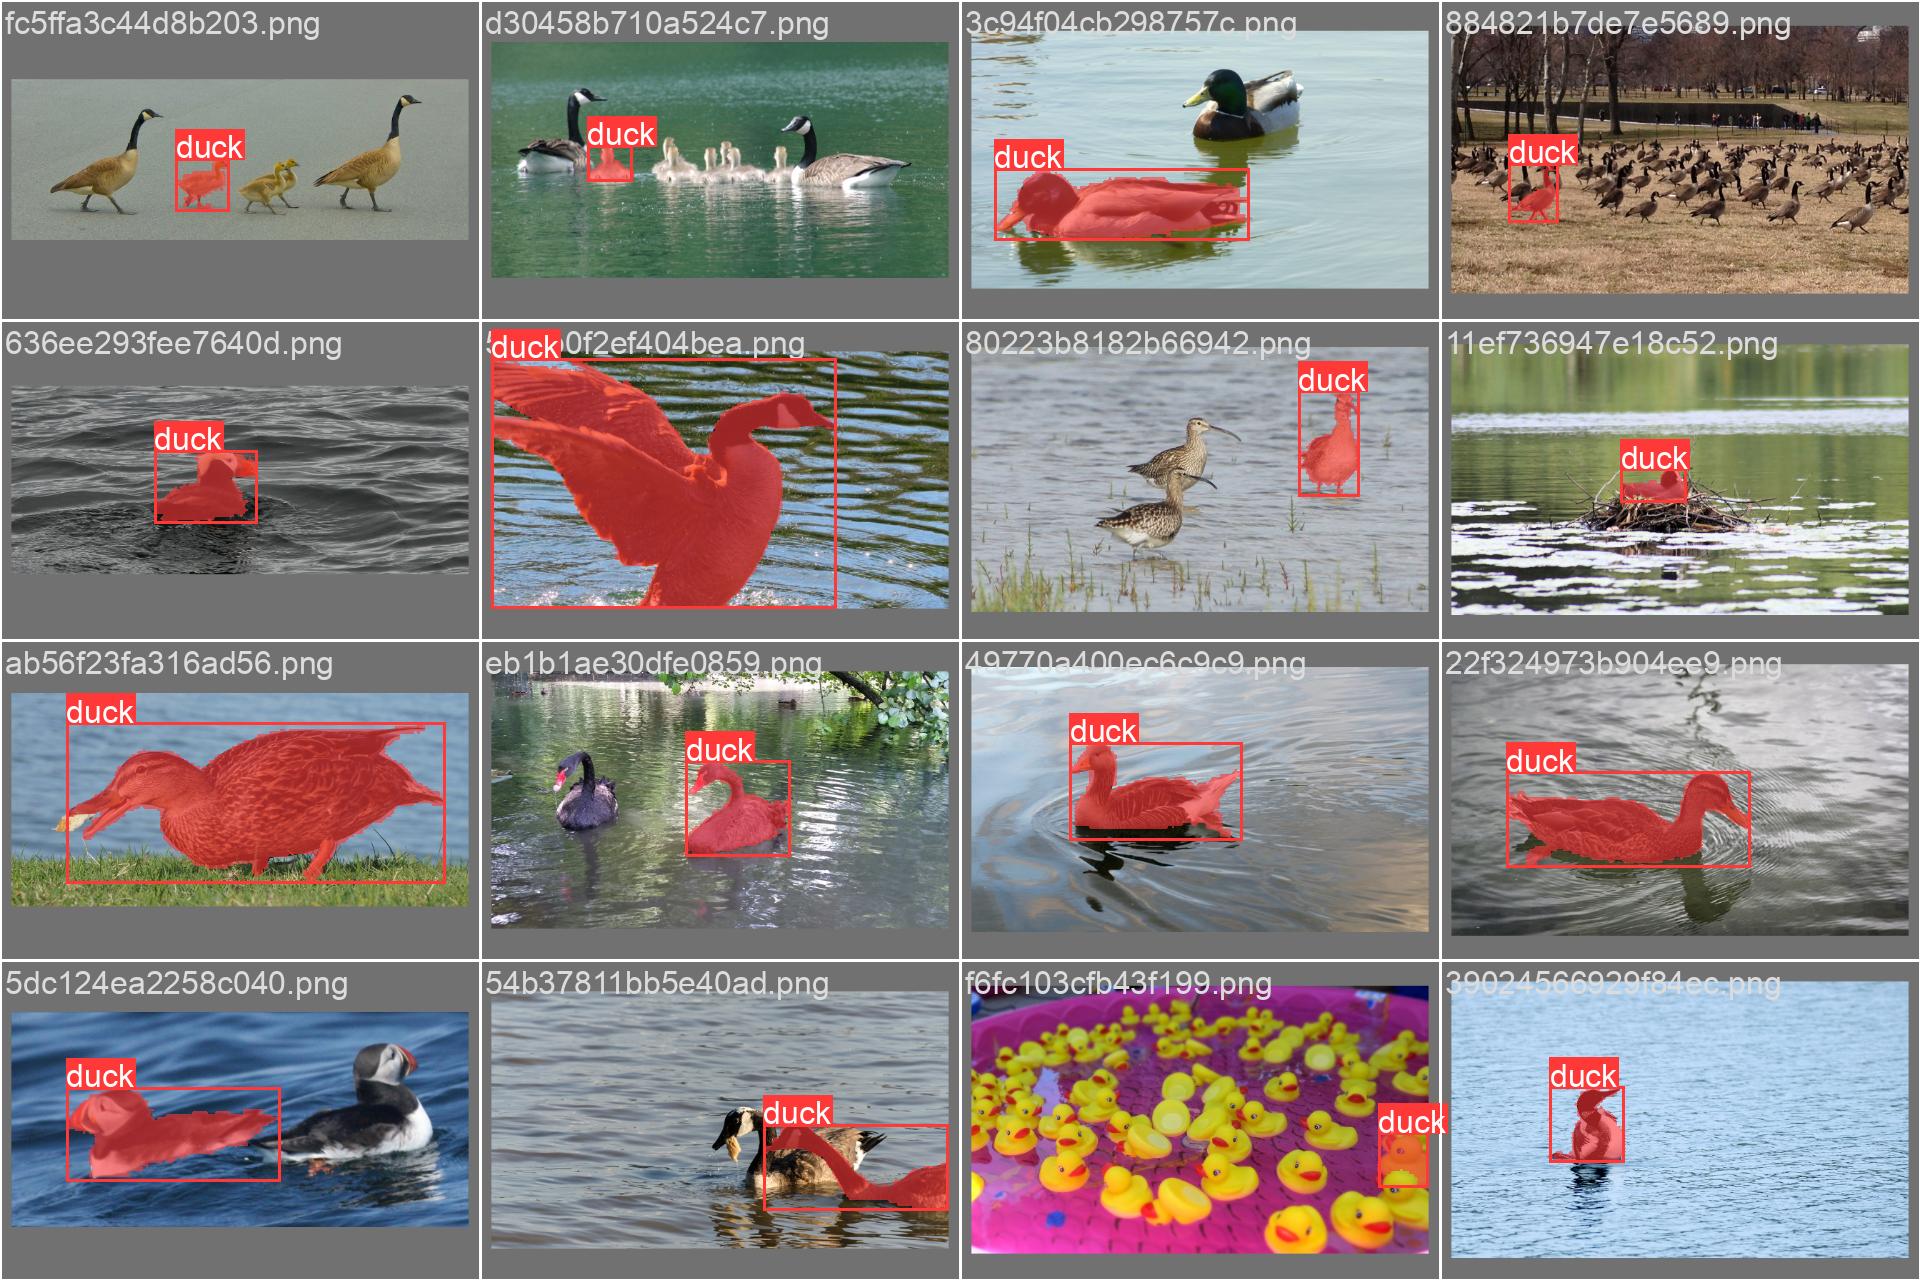 fc5ffa3c44d8b203.png
d30458b710a524c7.png
3c94f04cb298757c.png
884821b7de7e5689.png
duck
duck
duck
duck
636ee293fee7640d.png
0f2ef404bea.png
80223b8182b66942.png
11ef736947e18c52.png
duck
duck
duck
duck
ab56f23fa316ad56.png
eb1b1ae30dfe0859.png
49770a400ec6c9c9.png
22f324973b904ee9.png
duck
duck
duck
duck
5dc124ea2258c040.png
54b37811bb5e40ad.png
f6fc103cfb43f199.png
39024566929f84ec.png
duck
duck
duck
duck